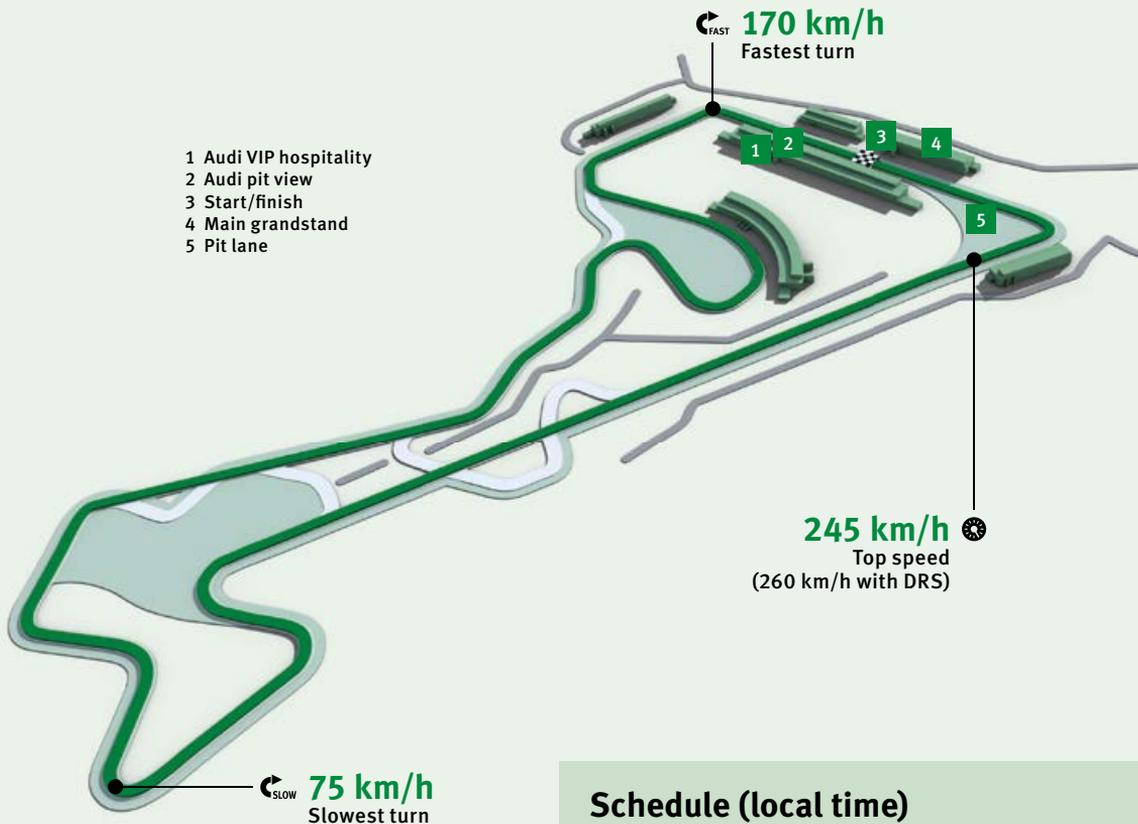 FAST 170 km/h
Fastest turn
1 Audi VIP hospitality
2 Audi pit view
3 Start/finish
4 Main grandstand
5 Pit lane
1
2
3
4
5
245 km/h
Top speed
(260 km/h with DRS)
SLOW 75 km/h
Slowest turn
Schedule (local time)